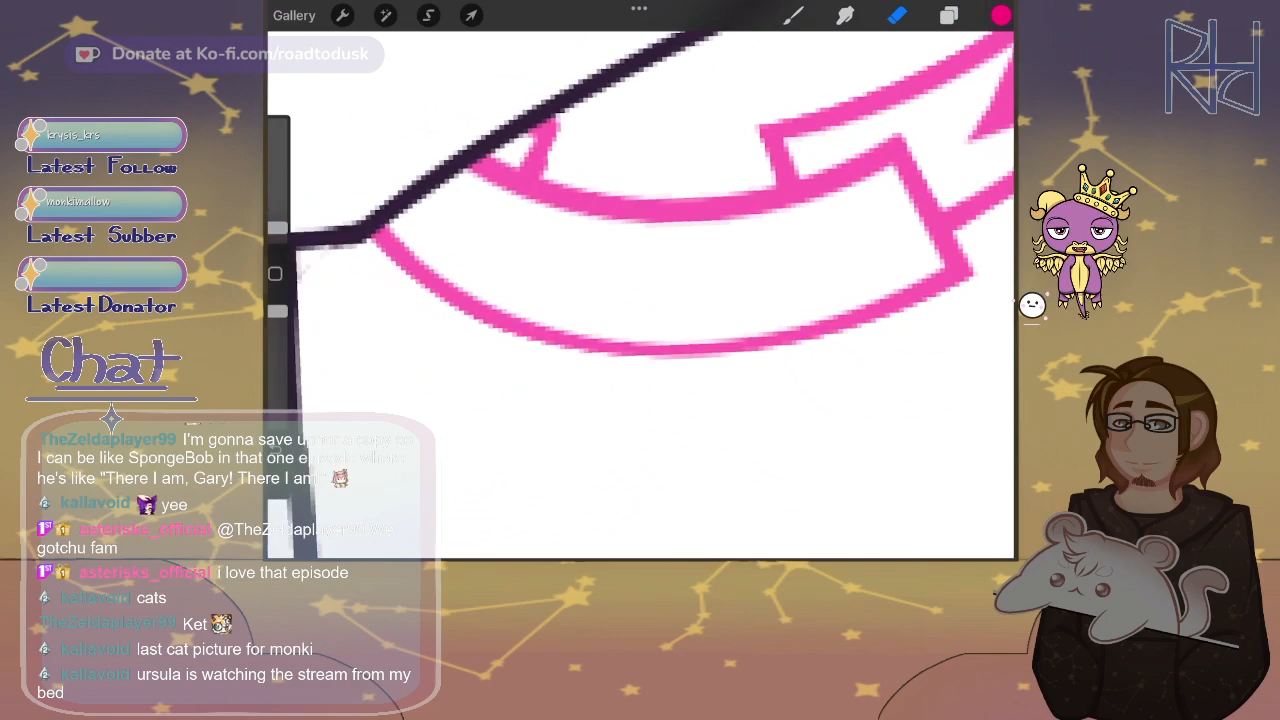 Gallery
Donate at Ko-fi.com/roadtodusk
RtD
krysis_krs
Latest Follow
monkimallow
Latest Subber
Latest Donator
Chat
TheZeldaplayer99 I'm gonna save up for a copy so
I can be like SpongeBob in that one episode where
he's like "There I am, Gary! There I am
kallavoid yee
asterisks_official @TheZeldaplayer99 We
gotchu fam
asterisks_official i love that episode
kallavoid cats
TheZeldaplayer99 Ket
kallavoid last cat picture for monki
kallavoid ursula is watching the stream from my
bed